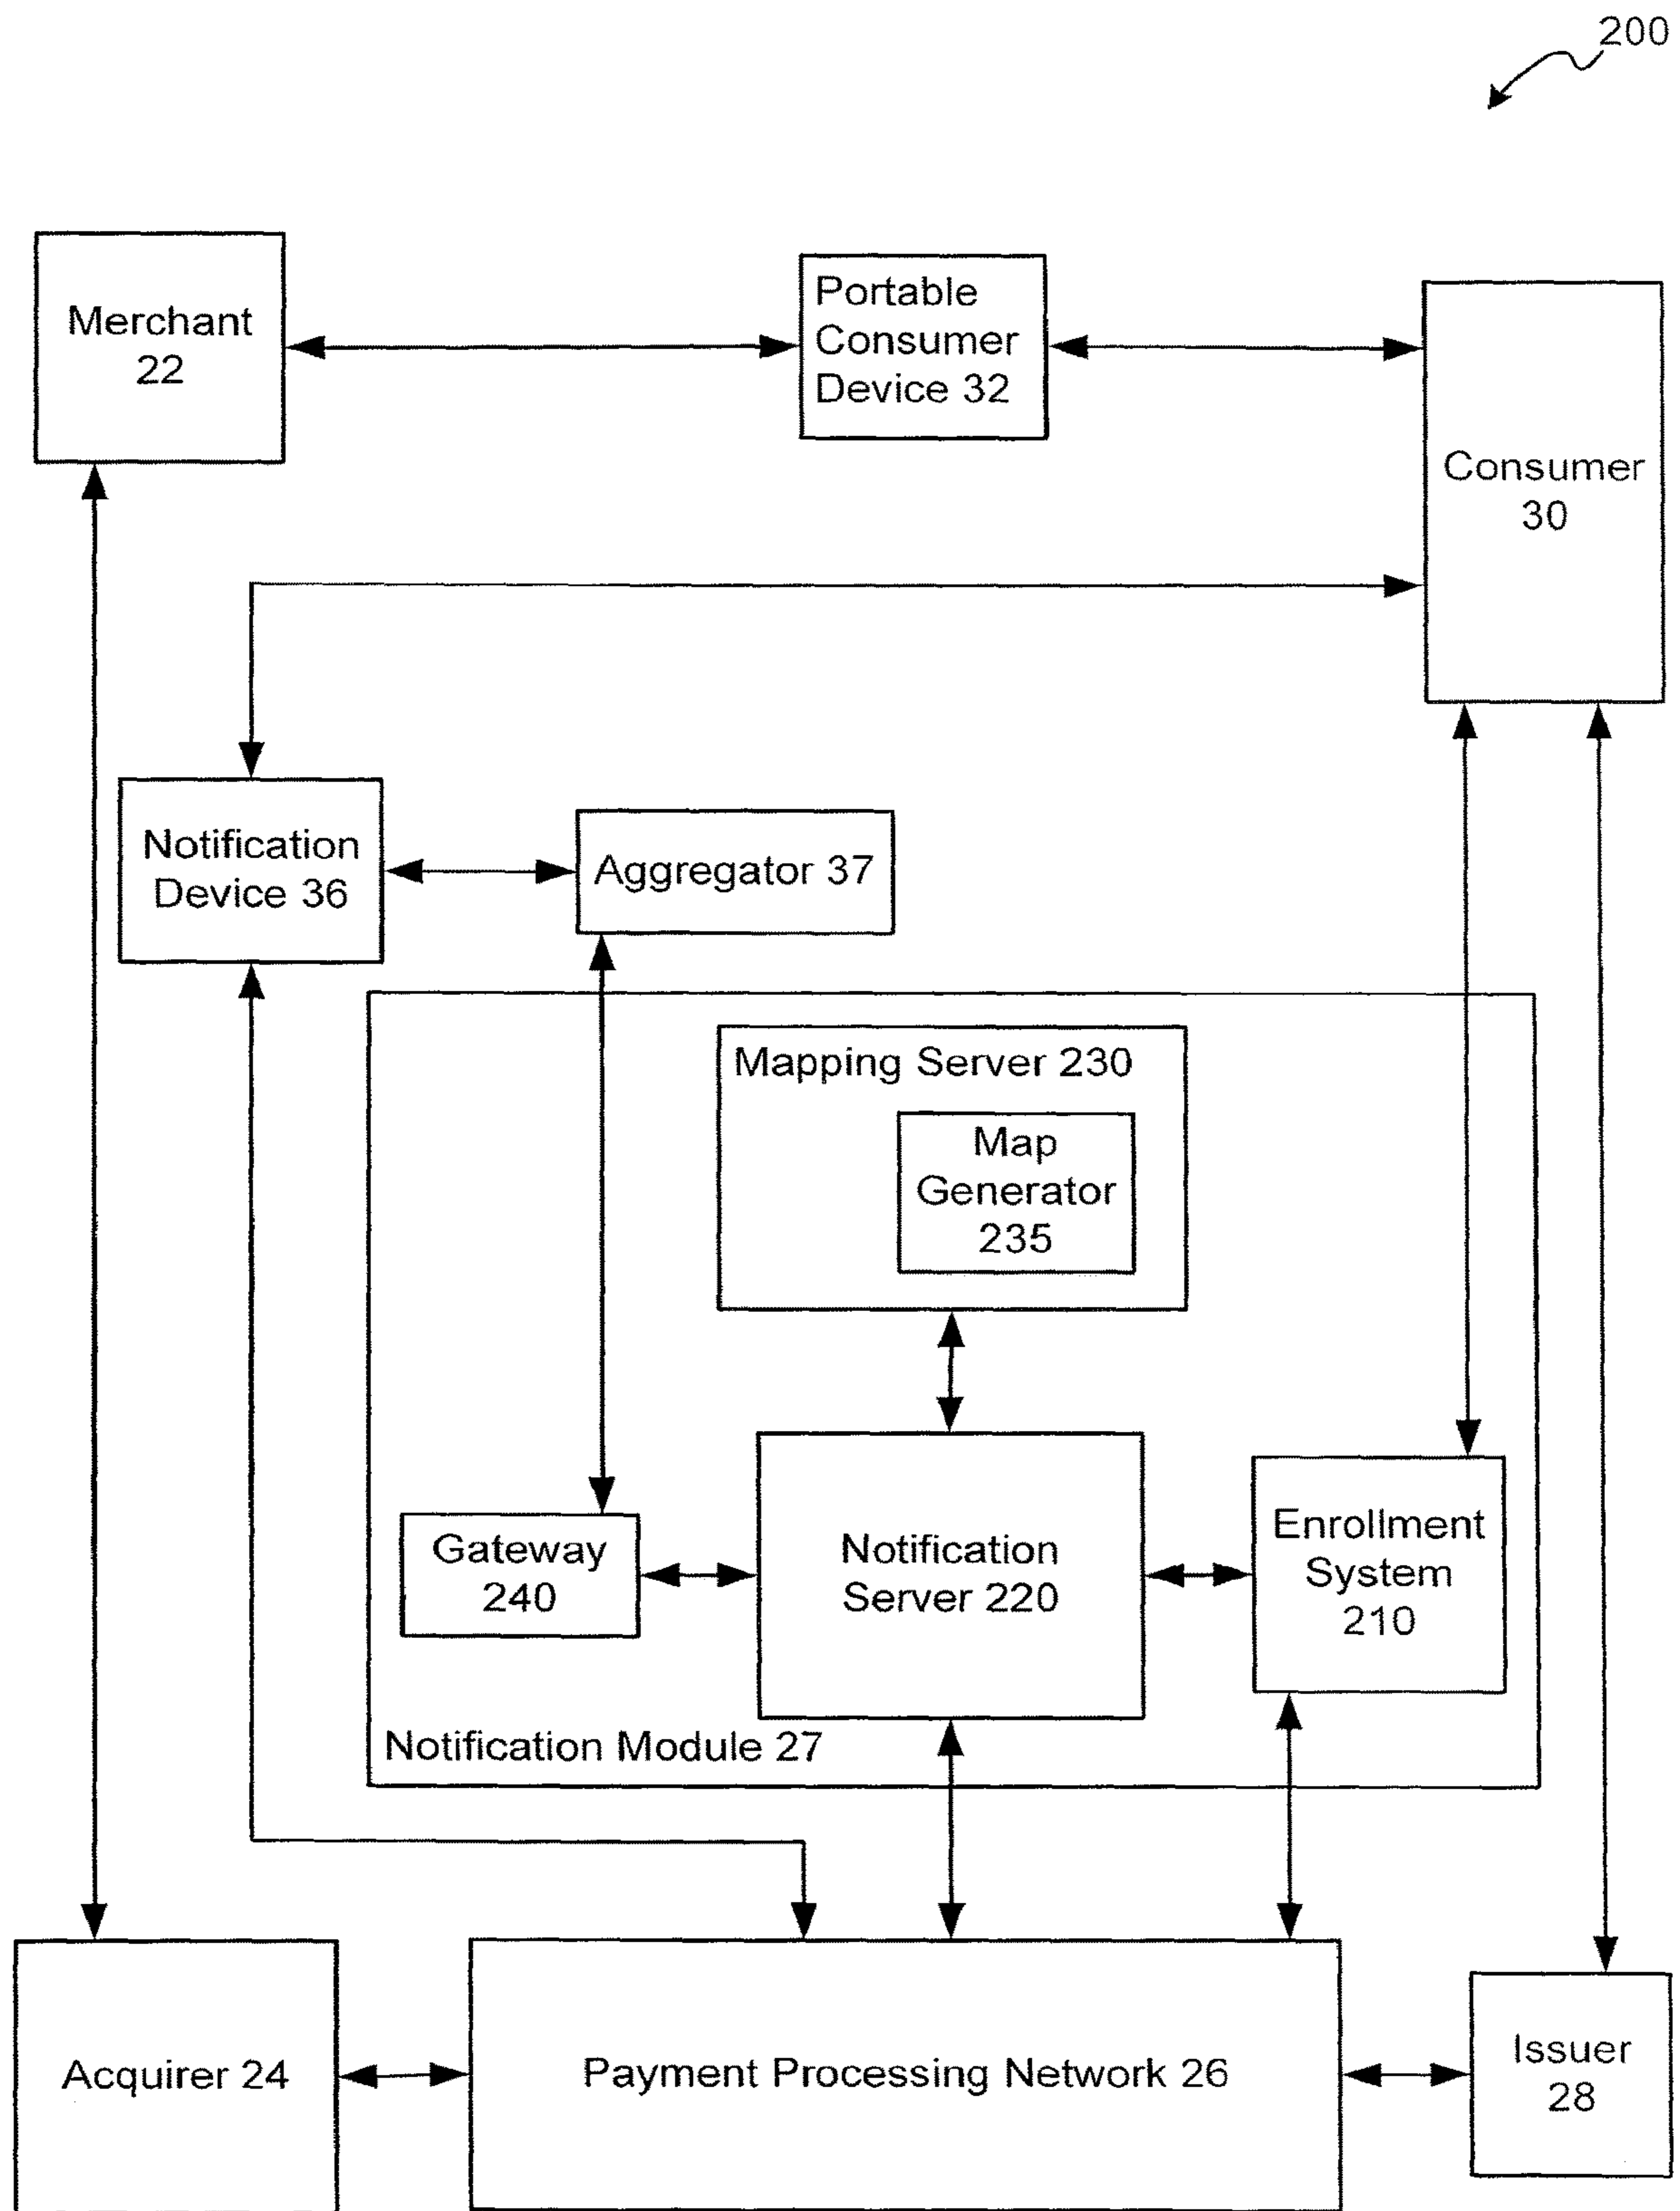 200
Merchant
22
Portable
Consumer
Device 32
Consumer
30
Notification
Device 36
Aggregator 37
Mapping Server 230
Map
Generator
235
Gateway
240
Notification
Server 220
Enrollment
System
210
Notification Module 27
Acquirer 24
Payment Processing Network 26
Issuer
28